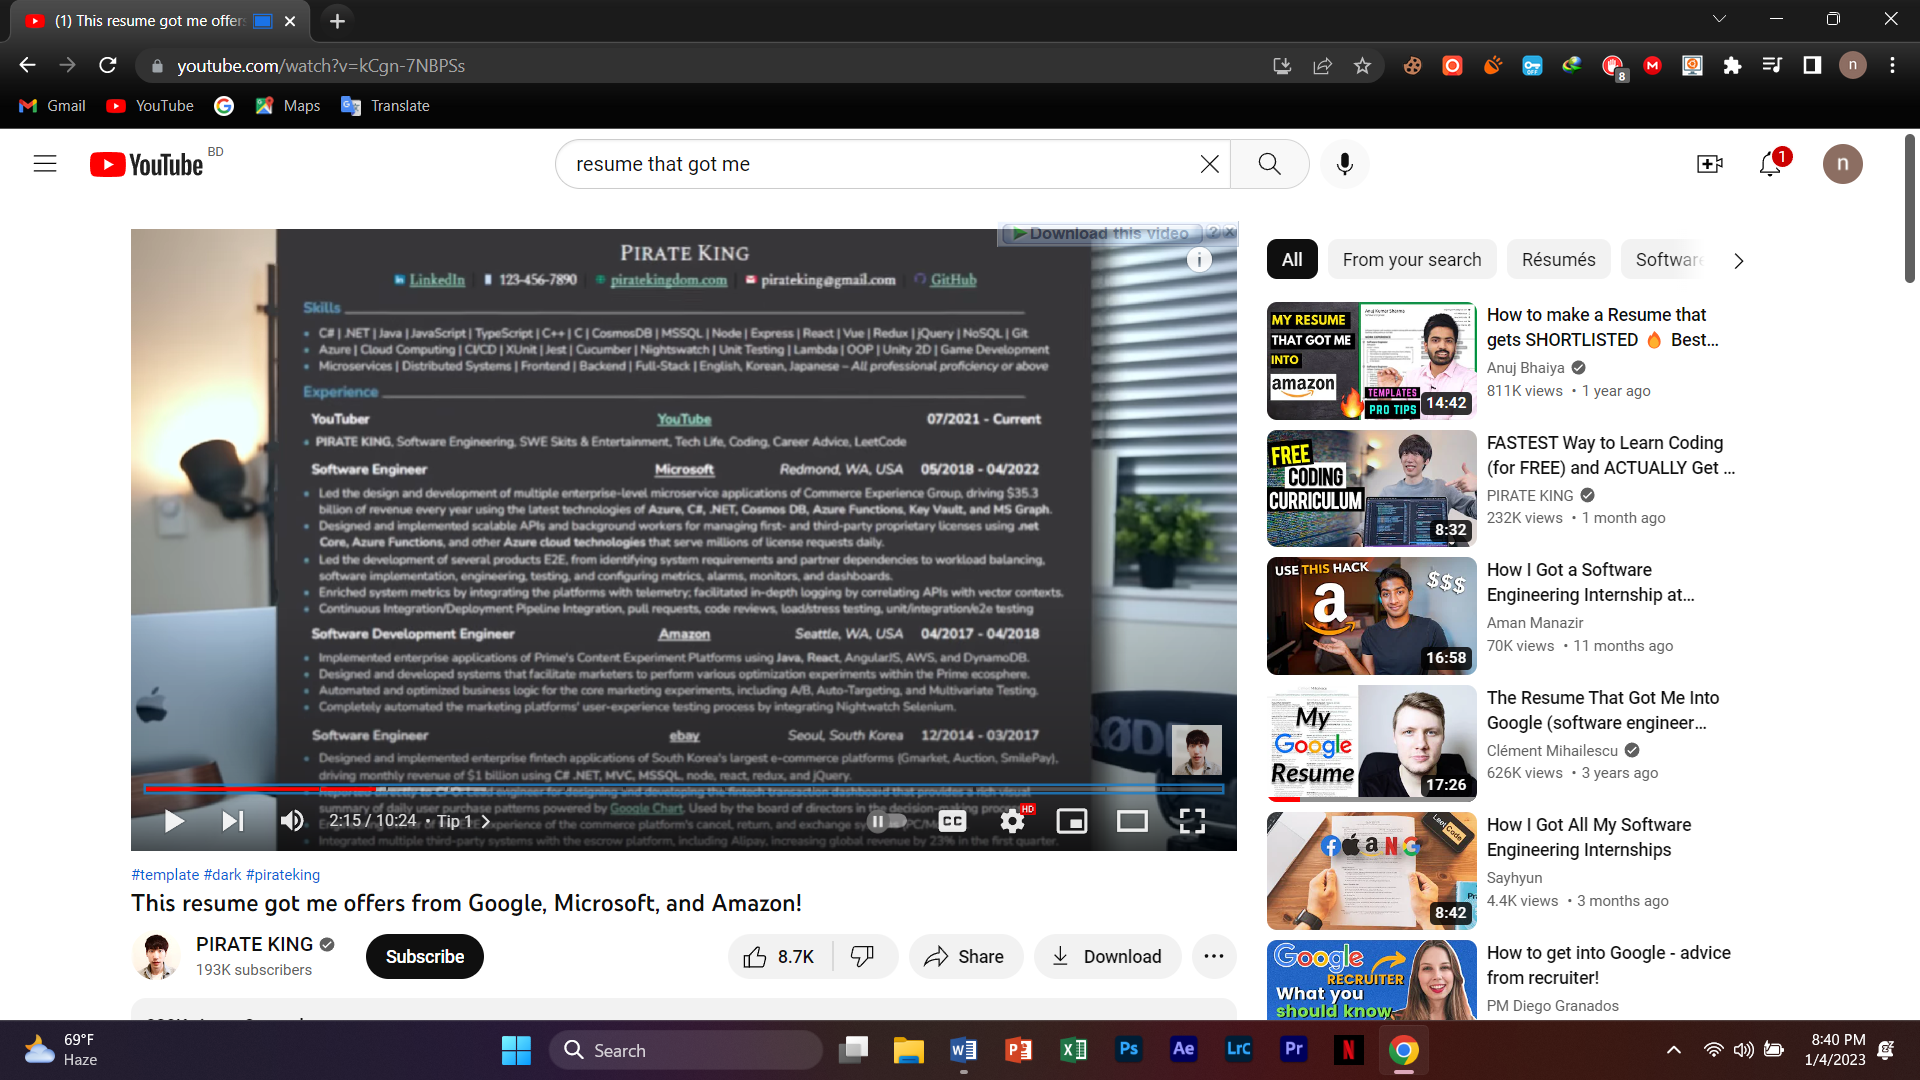 (1) This resume got me offers
youtube.com/watch?v=kCgn-7NBPSs
OFF
8
n
Gmail
YouTube
Maps
Translate
YouTube BD
resume that got me
1
n
Download this video ? X
PIRATE KING
LinkedIn 123-456-7890 piratekingdom.com pirateking@gmail.com GitHub
Skills
• C# | .NET | Java | JavaScript | TypeScript | C++ | C | CosmosDB | MSSQL | Node | Express | React | Vue | Redux | jQuery | NoSQL | Git
• Azure | Cloud Computing | CI/CD | XUnit | Jest | Cucumber | Nightswatch | Unit Testing | Lambda | OOP | Unity 2D | Game Development
• Microservices | Distributed Systems | Frontend | Backend | Full-Stack | English, Korean, Japanese – All professional proficiency or above
Experience
YouTuber YouTube 07/2021 - Current
• PIRATE KING, Software Engineering, SWE Skits & Entertainment, Tech Life, Coding, Career Advice, LeetCode
Software Engineer Microsoft Redmond, WA, USA 05/2018 - 04/2022
• Led the design and development of multiple enterprise-level microservice applications of Commerce Experience Group, driving $35.3
billion of revenue every year using the latest technologies of Azure, C#, .NET, Cosmos DB, Azure Functions, Key Vault, and MS Graph.
• Designed and implemented scalable APIs and background workers for managing first- and third-party proprietary licenses using .net
Core, Azure Functions, and other Azure cloud technologies that serve millions of license requests daily.
• Led the development of several products E2E, from identifying system requirements and partner dependencies to workload balancing,
software implementation, engineering, testing, and configuring metrics, alarms, monitors, and dashboards.
• Enriched system metrics by integrating the platforms with telemetry; facilitated in-depth logging by correlating APIs with vector contexts.
• Continuous Integration/Deployment Pipeline Integration, pull requests, code reviews, load/stress testing, unit/integration/e2e testing
Software Development Engineer Amazon Seattle, WA, USA 04/2017 - 04/2018
• Implemented enterprise applications of Prime's Content Experiment Platforms using Java, React, AngularJS, AWS, and DynamoDB.
• Designed and developed systems that facilitate marketers to perform various optimization experiments within the Prime ecosphere.
• Automated and optimized business logic for the core marketing experiments, including A/B, Auto-Targeting, and Multivariate Testing.
• Completely automated the marketing platforms' user-experience testing process by integrating Nightwatch Selenium.
Software Engineer ebay Seoul, South Korea 12/2014 - 03/2017
• Designed and implemented enterprise fintech applications of South Korea's largest e-commerce platforms (Gmarket, Auction, SmilePay),
driving monthly revenue of $1 billion using C# .NET, MVC, MSSQL, node, react, redux, and jQuery.
engineer for designing and developing the fintech transaction dashboard that provides a rich visual
summary of daily user purchase patterns powered by Google Chart. Used by the board of directors in the decision-making
experience of the commerce platform's cancel, return, and exchange
• Integrated multiple third-party systems with the escrow platform, including Alipay, increasing global revenue by 23% in the first quarter.
RØDE
2:15 / 10:24 • Tip 1
CC
HD
#template #dark #pirateking
This resume got me offers from Google, Microsoft, and Amazon!
PIRATE KING
193K subscribers
Subscribe
8.7K
Share
Download
All
From your search
Résumés
Software
MY RESUME
THAT GOT ME
INTO
amazon
TEMPLATES
PRO TIPS
14:42
How to make a Resume that
gets SHORTLISTED 🔥 Best...
Anuj Bhaiya
811K views • 1 year ago
FREE
CODING
CURRICULUM
8:32
FASTEST Way to Learn Coding
(for FREE) and ACTUALLY Get ...
PIRATE KING
232K views • 1 month ago
USE THIS HACK
a
$$$
16:58
How I Got a Software
Engineering Internship at...
Aman Manazir
70K views • 11 months ago
My
Google
Resume
17:26
The Resume That Got Me Into
Google (software engineer...
Clément Mihailescu
626K views • 3 years ago
LeetCode
8:42
How I Got All My Software
Engineering Internships
Sayhyun
4.4K views • 3 months ago
Google
RECRUITER
What you
should know
How to get into Google - advice
from recruiter!
PM Diego Granados
69°F
Haze
Search
Ps
Ae
LrC
Pr
N
8:40 PM
1/4/2023